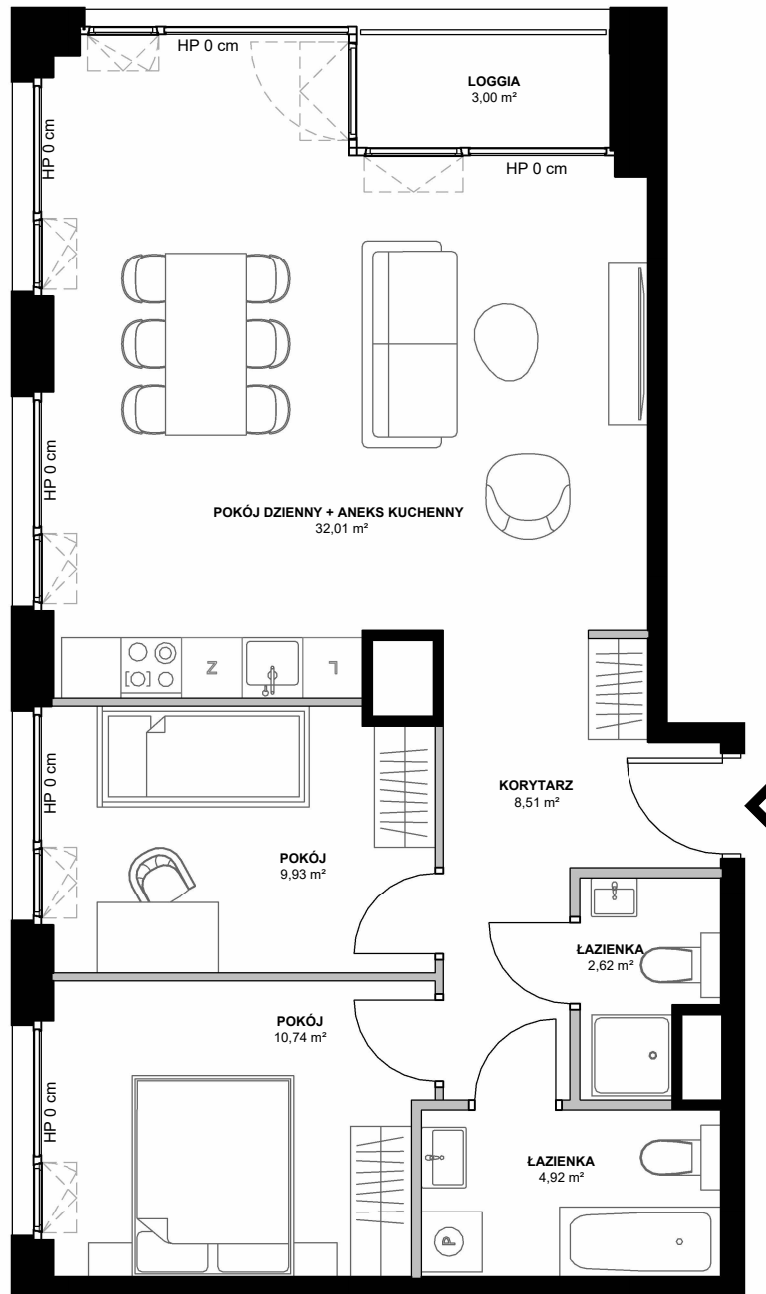 HP 0 cm
LOGGIA
3,00 m²
HP 0 cm
HP 0 cm
HP 0 cm
POKÓJ DZIENNY + ANEKS KUCHENNY
32,01 m²
Z
L
HP 0 cm
KORYTARZ
8,51 m²
POKÓJ
9,93 m²
ŁAZIENKA
2,62 m²
POKÓJ
10,74 m²
HP 0 cm
ŁAZIENKA
4,92 m²
P